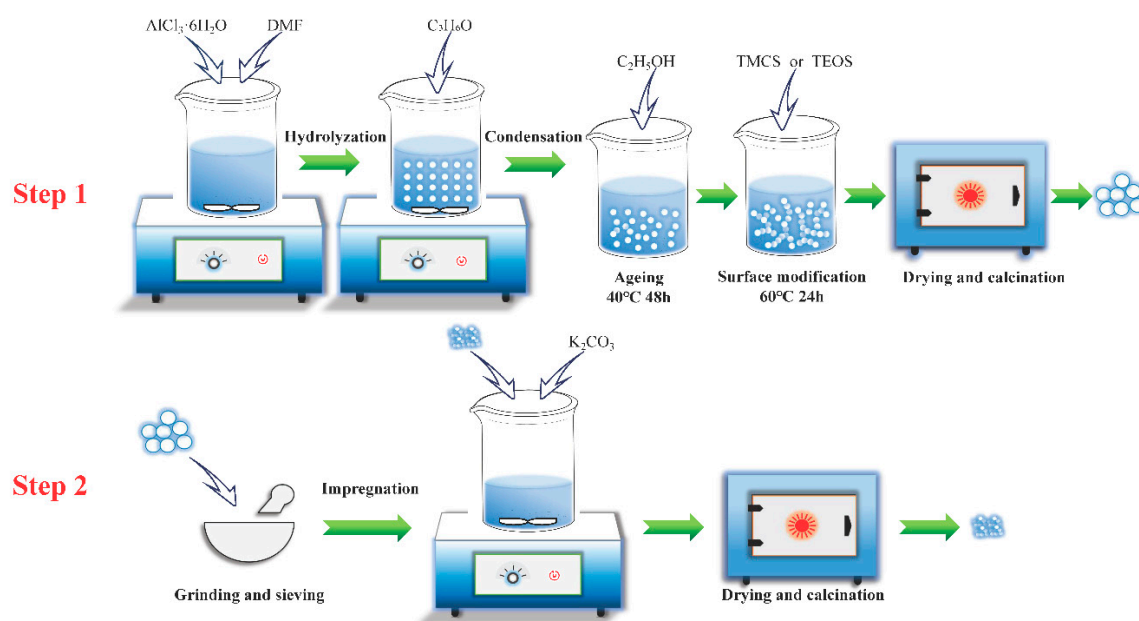 AlCl₃·6H₂O DMF
C₃H₆O
C₂H₅OH
TMCS or TEOS
Hydrolyzation
Condensation
Step 1
Ageing
40°C 48h
Surface modification
60°C 24h
Drying and calcination
K₂CO₃
Step 2
Impregnation
Grinding and sieving
Drying and calcination